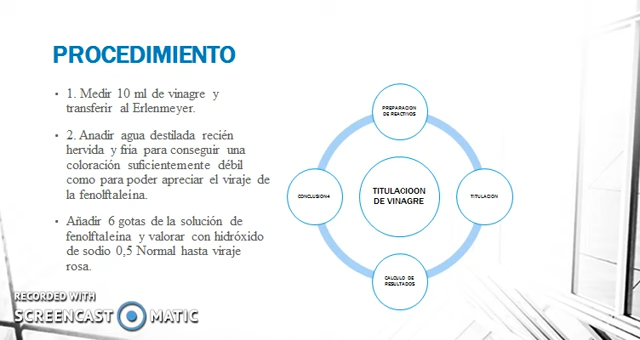 PROCEDIMIENTO
• 1. Medir 10 ml de vinagre y
transferir al Erlenmeyer.
• 2. Anadir agua destilada recién
hervida y fria para conseguir una
coloración suficientemente débil
como para poder apreciar el viraje de
la fenolftaleina.
• Añadir 6 gotas de la solución de
fenolftaleína y valorar con hidróxido
de sodio 0,5 Normal hasta viraje
rosa.
PREPARACION
DE REACTIVOS
TITULACIOON
DE VINAGRE
CONCLUSION4
TITULACION
CALCULO DE
RESULTADOS
RECORDED WITH
SCREENCAST MATIC